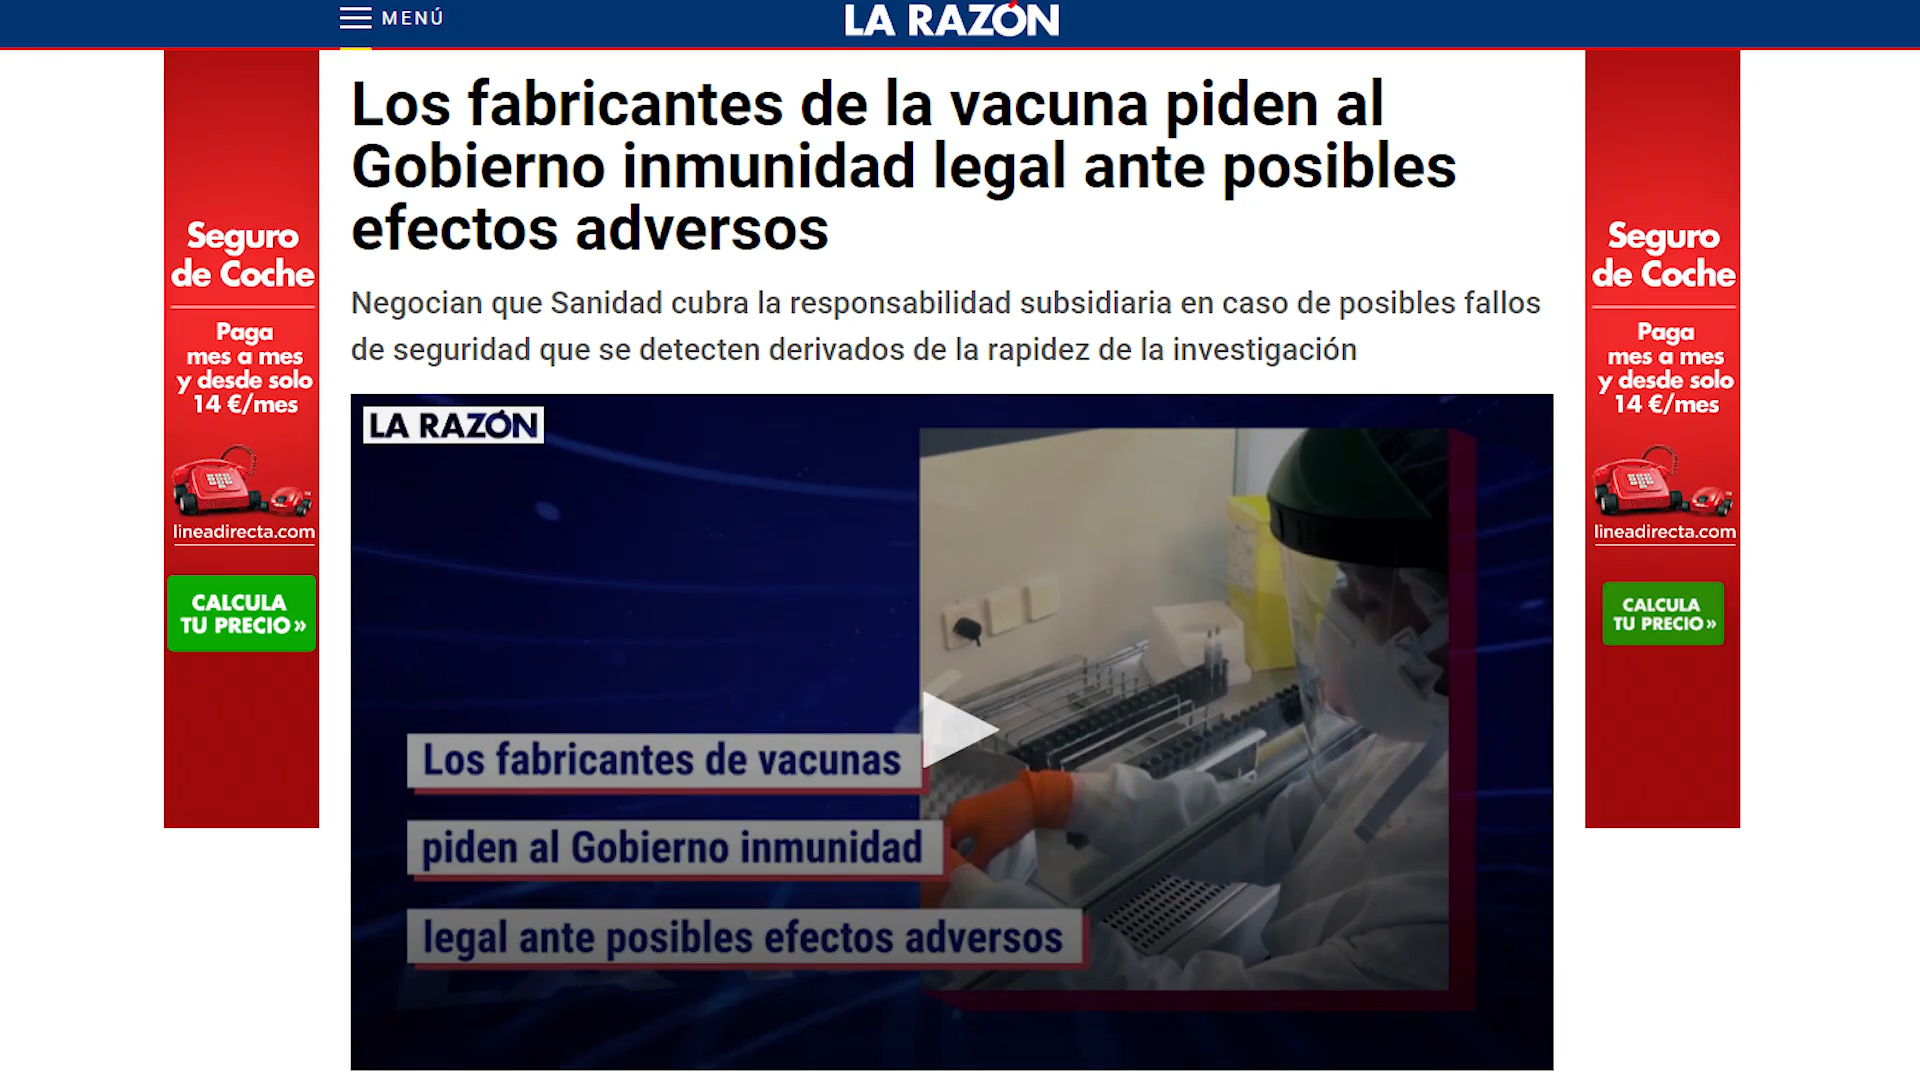 MENÚ
LA RAZÓN
Los fabricantes de la vacuna piden al
Gobierno inmunidad legal ante posibles
efectos adversos
Negocian que Sanidad cubra la responsabilidad subsidiaria en caso de posibles fallos
de seguridad que se detecten derivados de la rapidez de la investigación
LA RAZÓN
Los fabricantes de vacunas
piden al Gobierno inmunidad
legal ante posibles efectos adversos
Seguro
de Coche
Paga
mes a mes
y desde solo
14 €/mes
lineadirecta.com
CALCULA
TU PRECIO»
Seguro
de Coche
Paga
mes a mes
y desde solo
14 €/mes
lineadirecta.com
CALCULA
TU PRECIO»